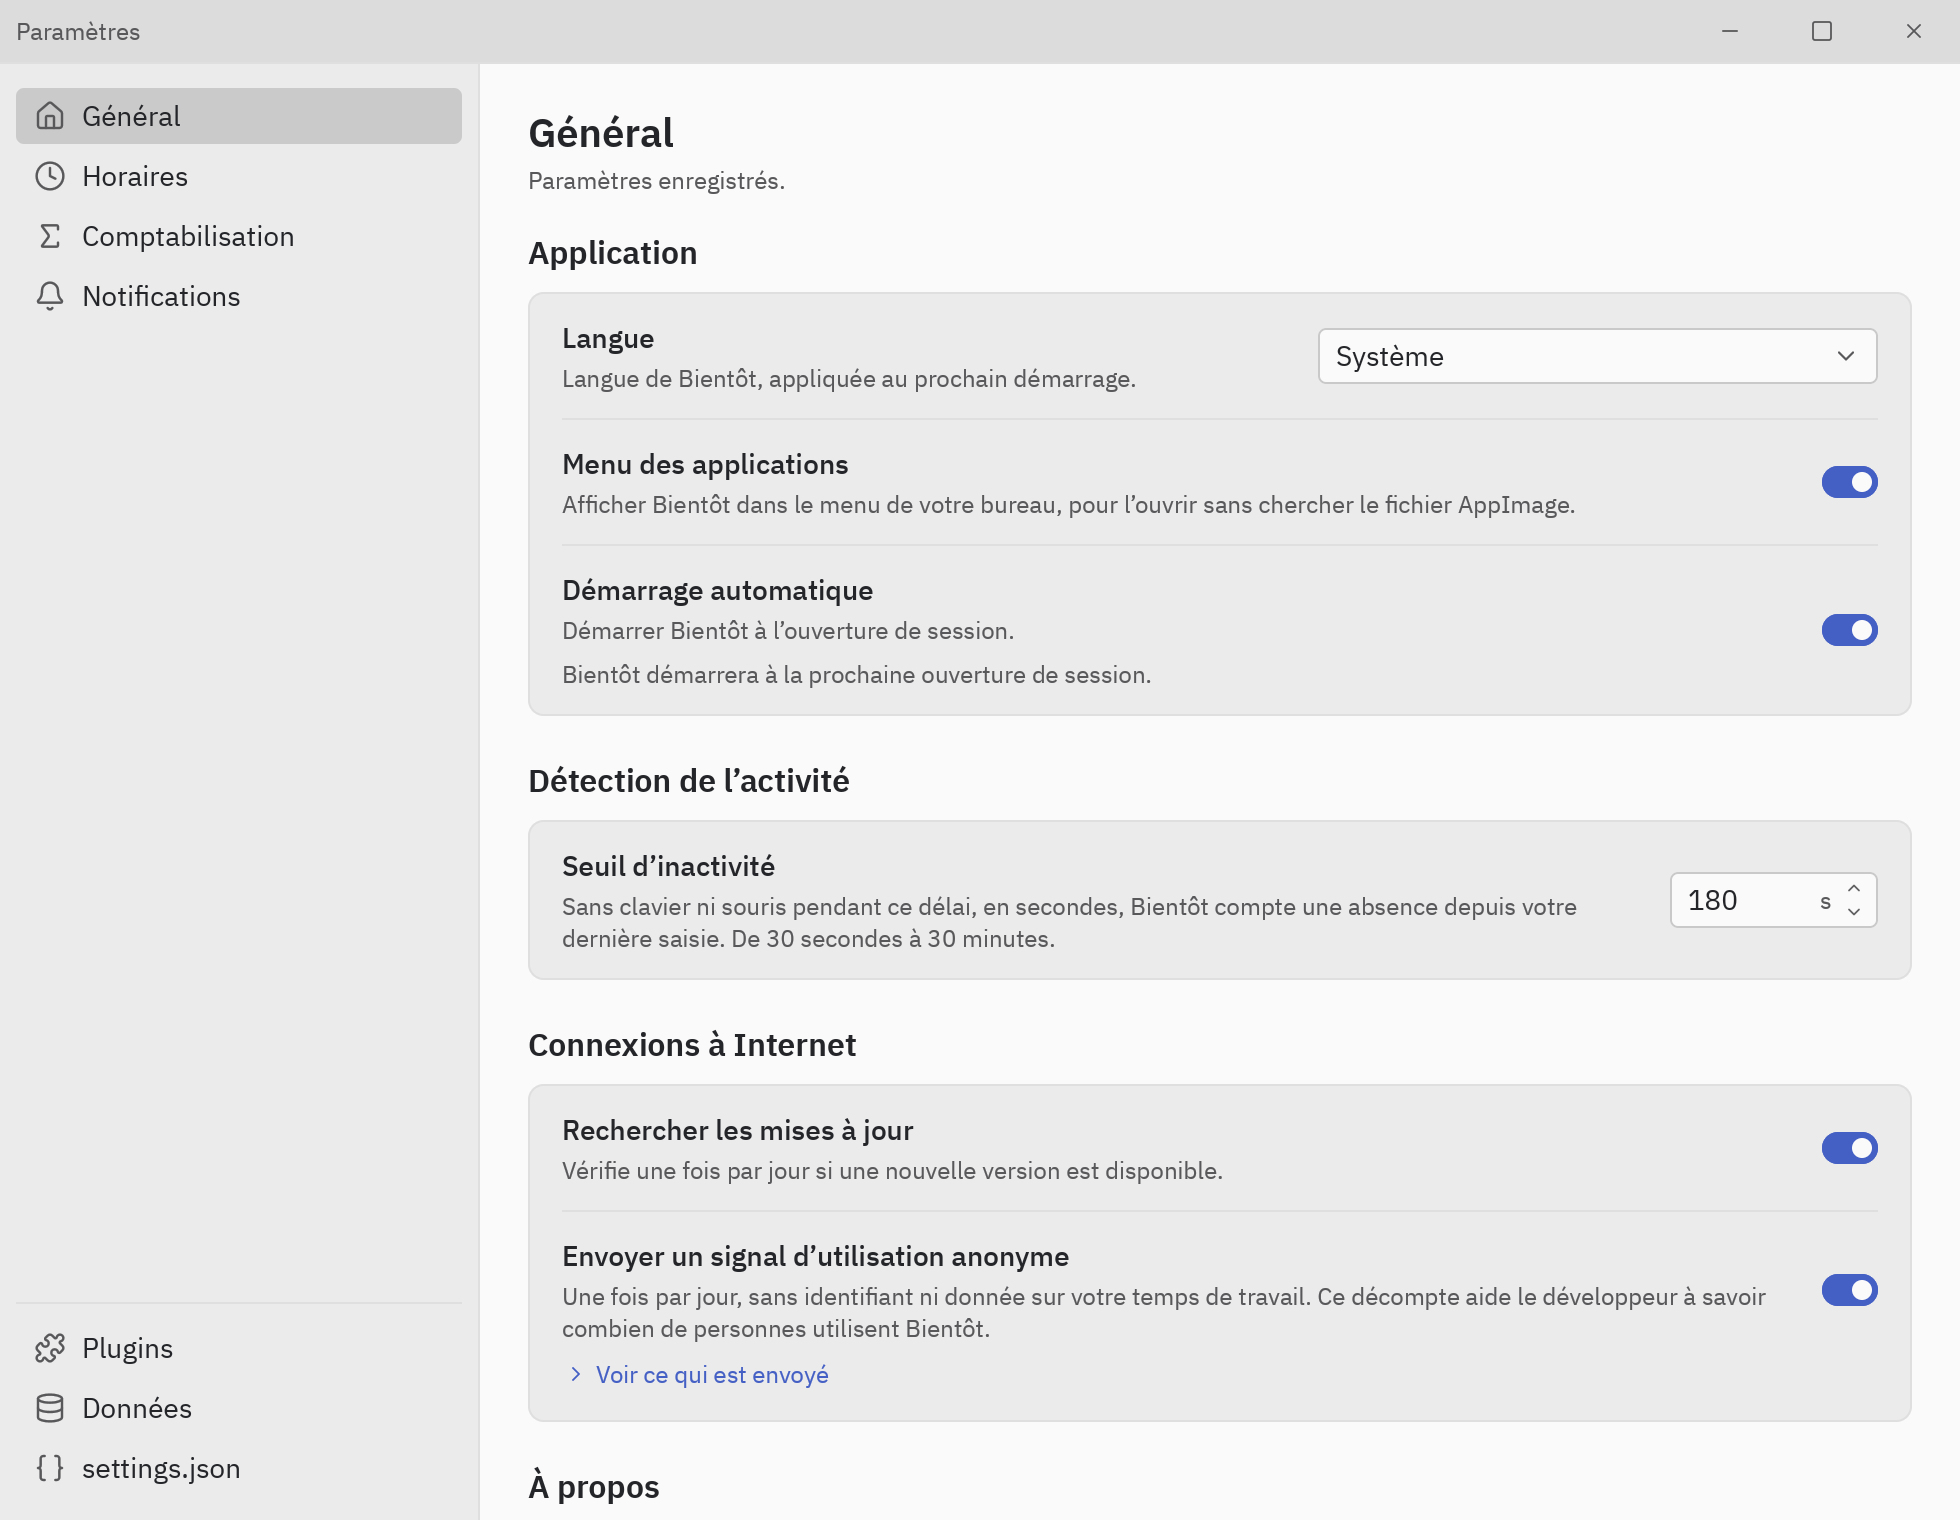 Paramètres
Général
Horaires
Comptabilisation
Notifications
Plugins
Données
settings.json
Général
Paramètres enregistrés.
Application
Langue
Langue de Bientôt, appliquée au prochain démarrage.
Système
Menu des applications
Afficher Bientôt dans le menu de votre bureau, pour l’ouvrir sans chercher le fichier AppImage.
Démarrage automatique
Démarrer Bientôt à l’ouverture de session.
Bientôt démarrera à la prochaine ouverture de session.
Détection de l’activité
Seuil d’inactivité
Sans clavier ni souris pendant ce délai, en secondes, Bientôt compte une absence depuis votre
dernière saisie. De 30 secondes à 30 minutes.
180 s
Connexions à Internet
Rechercher les mises à jour
Vérifie une fois par jour si une nouvelle version est disponible.
Envoyer un signal d’utilisation anonyme
Une fois par jour, sans identifiant ni donnée sur votre temps de travail. Ce décompte aide le développeur à savoir
combien de personnes utilisent Bientôt.
Voir ce qui est envoyé
À propos